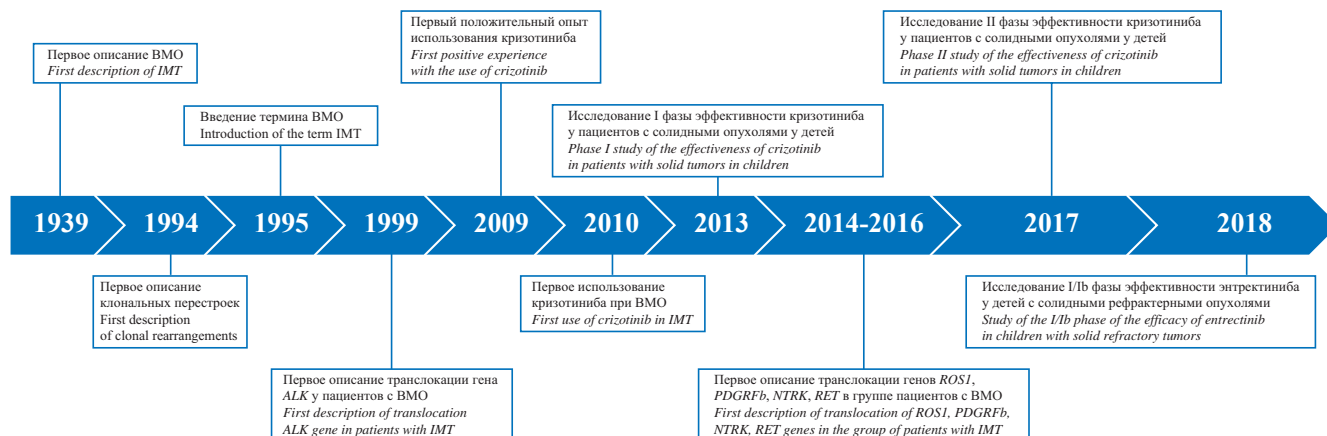 Первое описание ВМО
First description of IMT
Введение термина ВМО
Introduction of the term IMT
Первый положительный опыт
использования кризотиниба
First positive experience
with the use of crizotinib
Исследование I фазы эффективности кризотиниба
у пациентов с солидными опухолями у детей
Phase I study of the effectiveness of crizotinib
in patients with solid tumors in children
Исследование II фазы эффективности кризотиниба
у пациентов с солидными опухолями у детей
Phase II study of the effectiveness of crizotinib
in patients with solid tumors in children
1939 1994 1995 1999 2009 2010 2013 2014-2016 2017 2018
Первое описание
клональных перестроек
First description
of clonal rearrangements
Первое описание транслокации гена
ALK у пациентов с ВМО
First description of translocation
ALK gene in patients with IMT
Первое использование
кризотиниба при ВМО
First use of crizotinib in IMT
Первое описание транслокации генов ROS1,
PDGRFb, NTRK, RET в группе пациентов с ВМО
First description of translocation of ROS1, PDGRFb,
NTRK, RET genes in the group of patients with IMT
Исследование I/Ib фазы эффективности энтректиниба
у детей с солидными рефрактерными опухолями
Study of the I/Ib phase of the efficacy of entrectinib
in children with solid refractory tumors